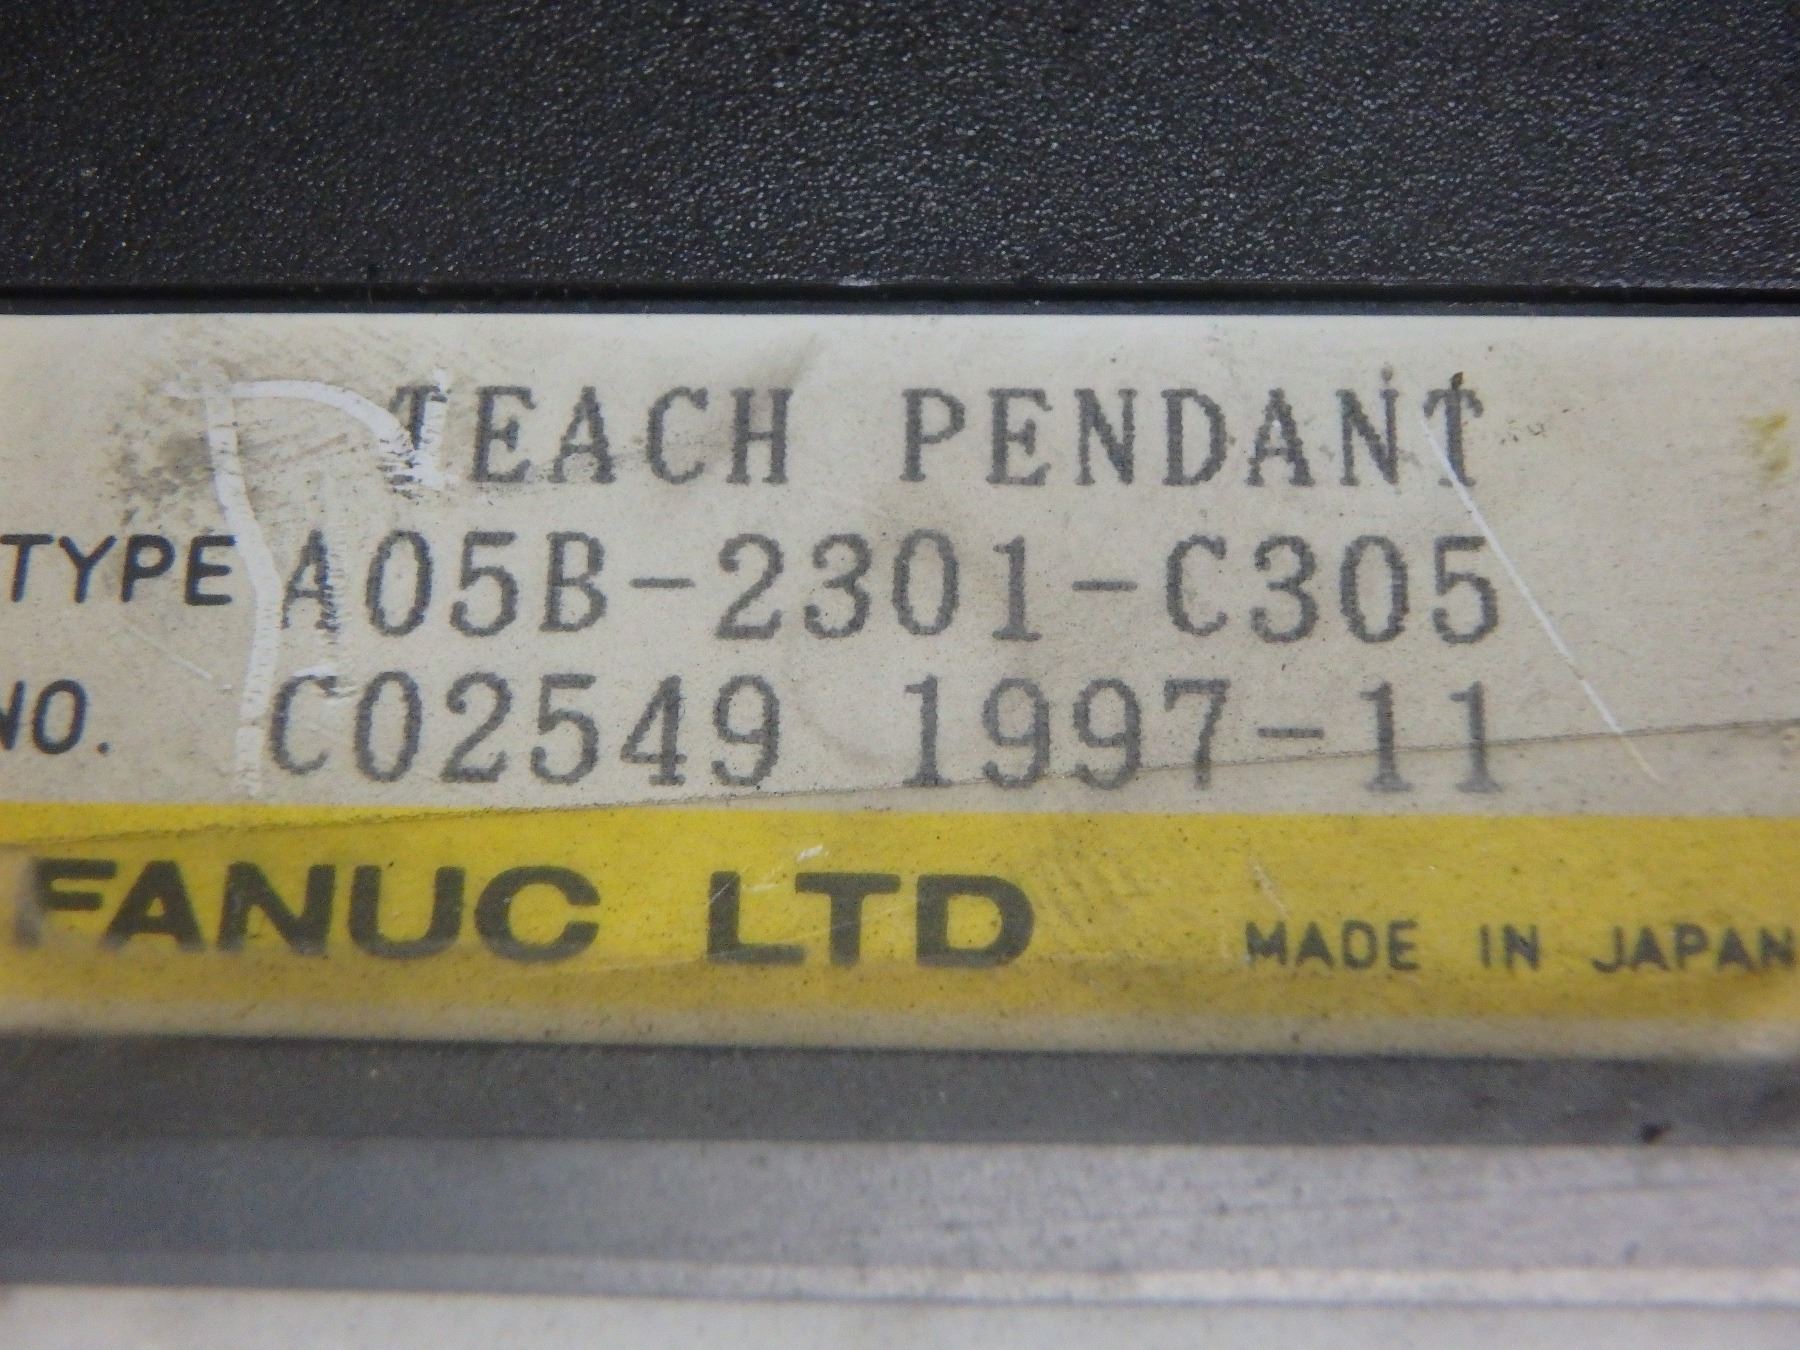 TEACH PENDANT
TYPE A05B-2301-C305
NO. C02549 1997-11
FANUC LTD MADE IN JAPAN